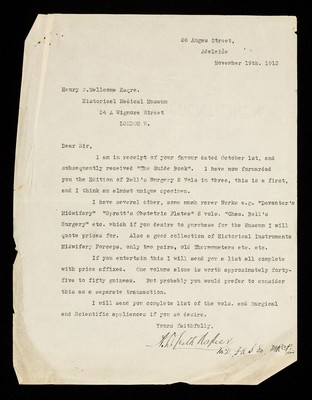 26 Angas Street,
Adelaide
November 19th. 1913
Henry S.Wellcome Esqre.
Historical Medical Museum
54 A Wigmore Street
LONDON W.
Dear Sir,
I am in receipt of your favour dated October 1st, and
subsequently received "The Guide Book". I have now forwarded
you the Edition of Bell's Surgery 2 Vols in three, this is a first,
and I think an almost unique specimen.
I have several other, some much rarer Works e.g. "Deventer's
Midwifery" "Spratt's Obstetric Plates" 2 vols. "Chas. Bell's
Surgery" etc. which if you desire to purchase for the Museum I will
quote prices for. Also a good collection of Historical Instruments
Midwifery Forceps, only two pairs, old Thermometers etc. etc.
If you entertain this I will send you a list all complete
with price affixed. One volume alone is worth approximately forty-
five to fifty guineas. But probably you would prefer to consider
this as a separate transaction.
I will send you complete list of the vols. and Surgical
and Scientific appliances if you so desire.
Yours faithfully,
Napier